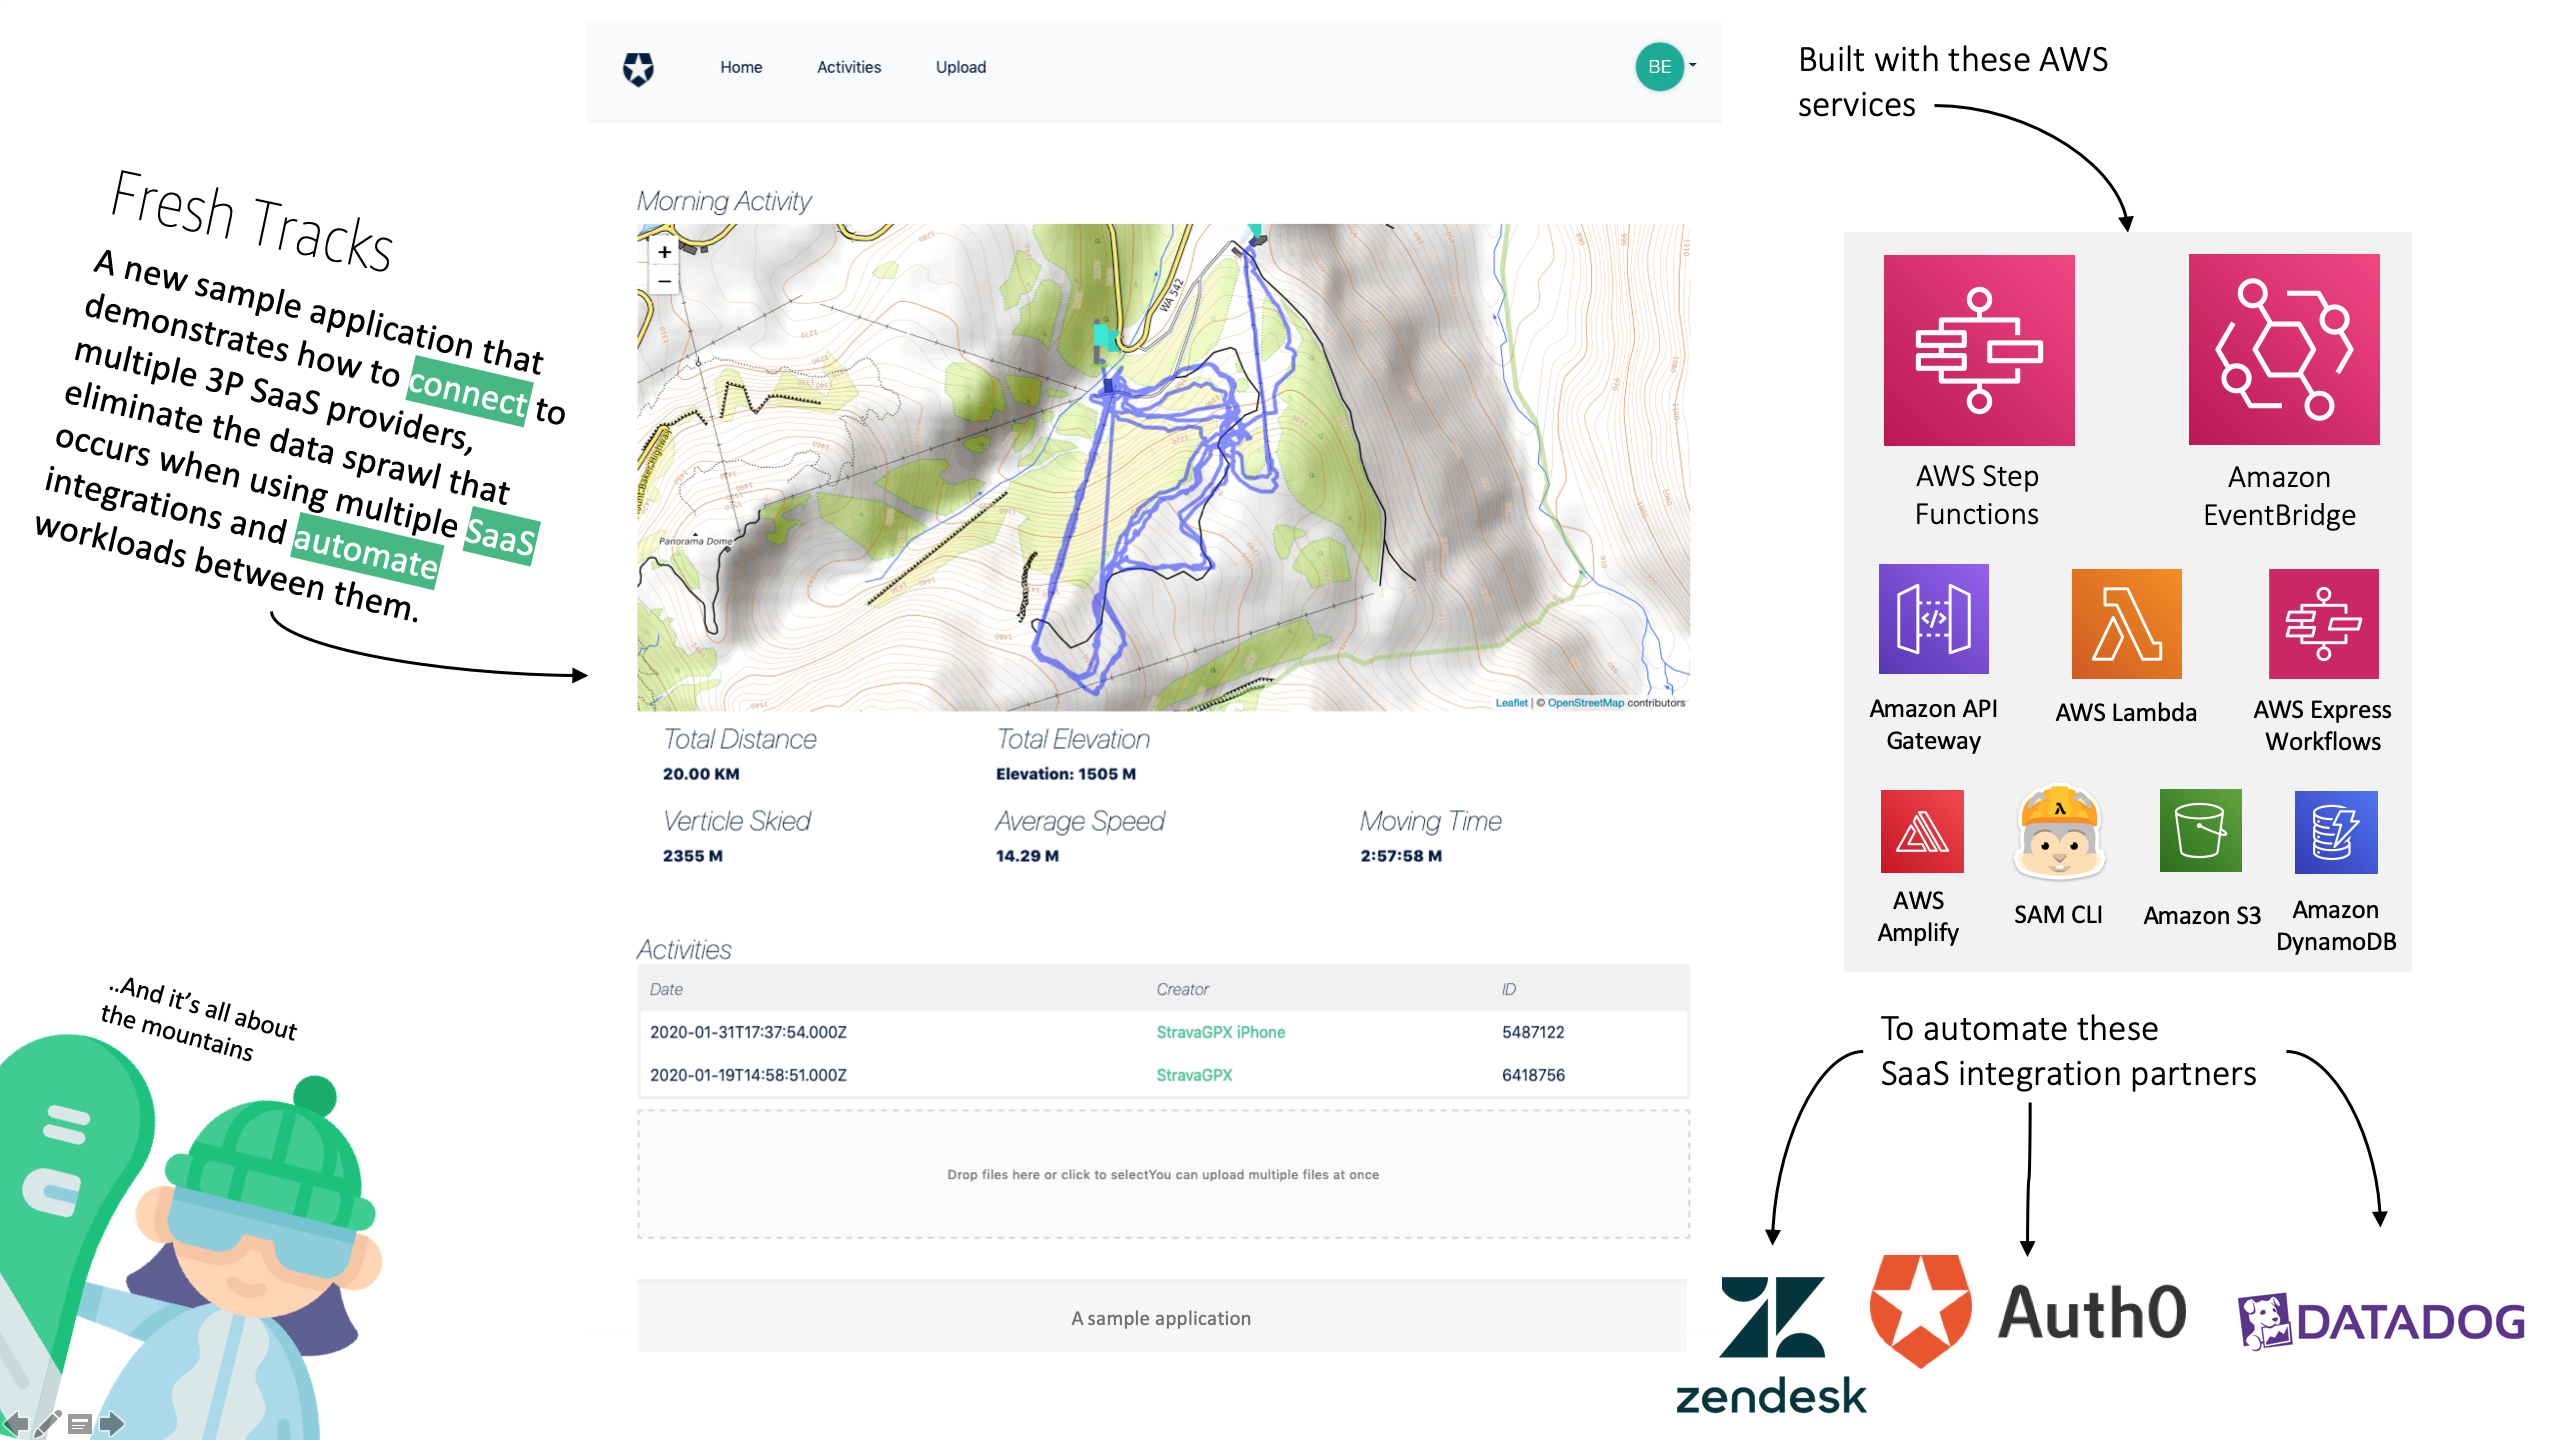 Fresh Tracks
A new sample application that
demonstrates how to connect to
multiple 3P SaaS providers,
eliminate the data sprawl that
occurs when using multiple SaaS
integrations and automate
workloads between them.
..And it's all about
the mountains
Home Activities Upload
BE
Morning Activity
+
−
WA 542
Panorama Dome
Leaflet | © OpenStreetMap contributors
Total Distance Total Elevation
20.00 KM Elevation: 1505 M
Verticle Skied Average Speed Moving Time
2355 M 14.29 M 2:57:58 M
Activities
Date Creator ID
2020-01-31T17:37:54.000Z StravaGPX iPhone 5487122
2020-01-19T14:58:51.000Z StravaGPX 6418756
Drop files here or click to selectYou can upload multiple files at once
A sample application
Built with these AWS
services
AWS Step
Functions
Amazon
EventBridge
Amazon API
Gateway
AWS Lambda
AWS Express
Workflows
AWS
Amplify
SAM CLI
Amazon S3
Amazon
DynamoDB
To automate these
SaaS integration partners
zendesk
Auth0
DATADOG